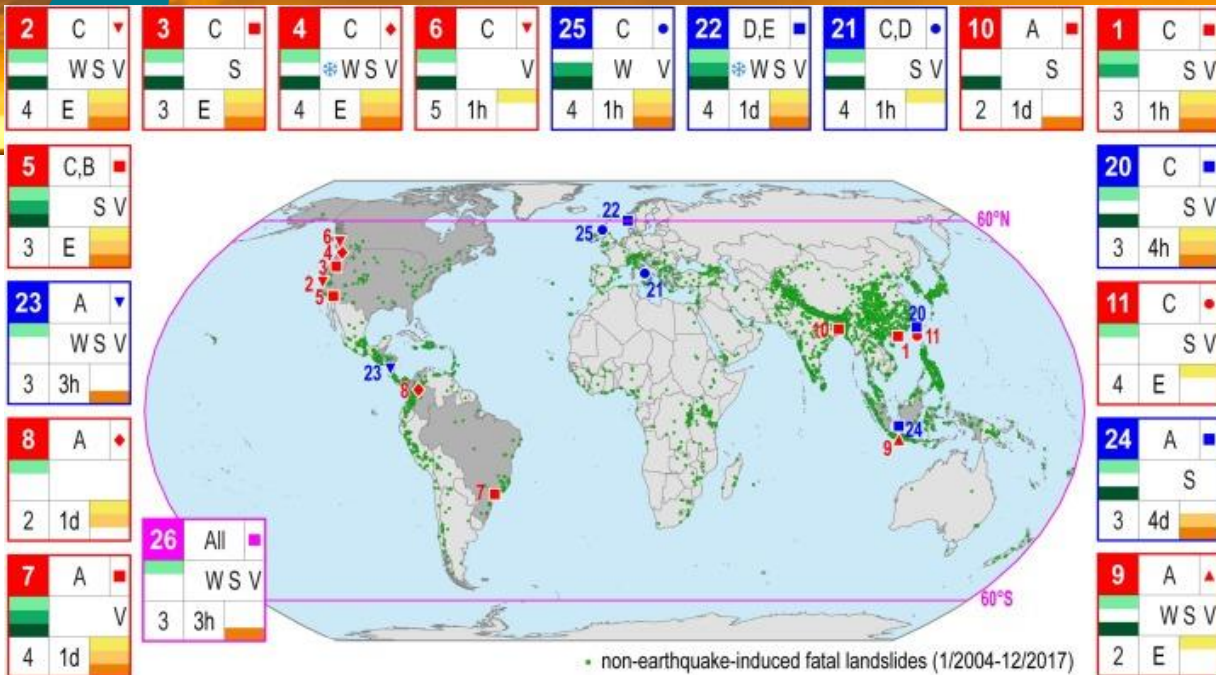 2 C
W S V
4 E
3 C
S
3 E
4 C
❄ W S V
4 E
6 C
V
5 1h
25 C
W V
4 1h
22 D,E
❄ W S V
4 1d
21 C,D
S V
4 1h
10 A
S
2 1d
1 C
S V
3 1h
5 C,B
S V
3 E
23 A
W S V
3 3h
8 A
2 1d
7 A
V
4 1d
26 All
W S V
3 3h
20 C
S V
3 4h
11 C
S V
4 E
24 A
S
3 4d
9 A
W S V
2 E
22
60°N
25
6
4
3
2
5
21
20
10
11
1
23
8
24
9
7
60°S
non-earthquake-induced fatal landslides (1/2004-12/2017)